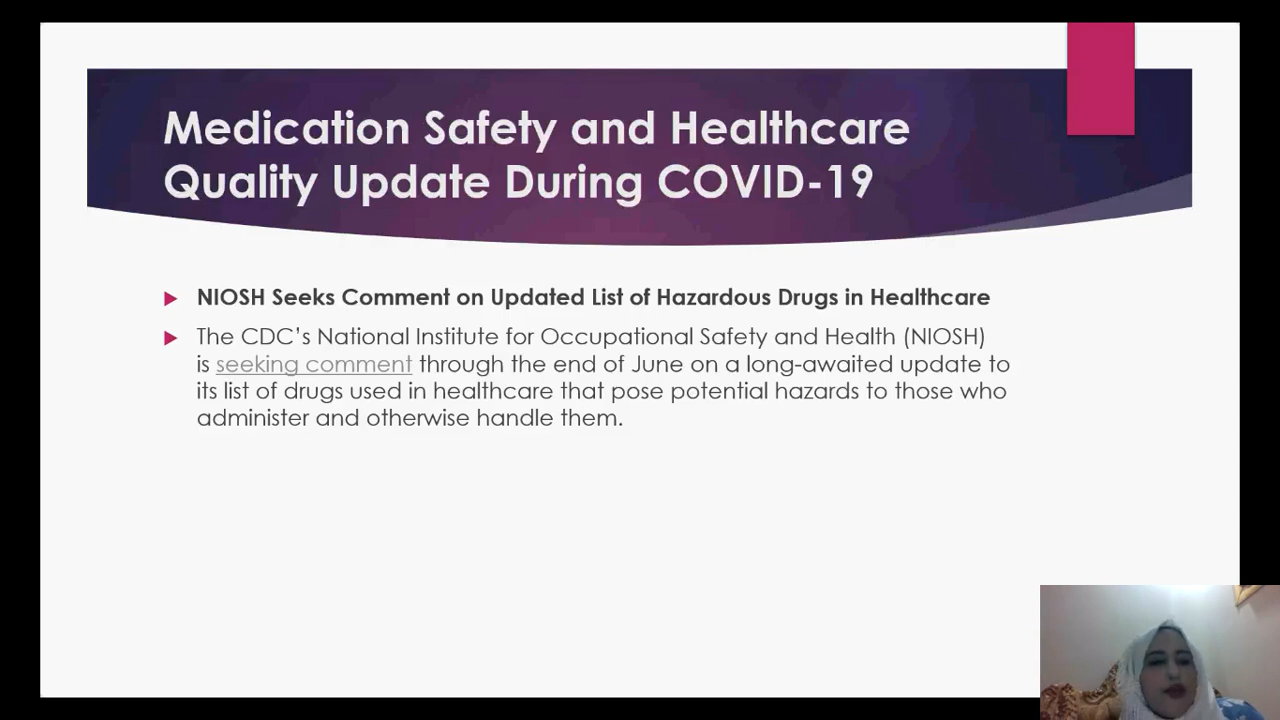 Medication Safety and Healthcare
Quality Update During COVID-19
NIOSH Seeks Comment on Updated List of Hazardous Drugs in Healthcare
The CDC’s National Institute for Occupational Safety and Health (NIOSH)
is seeking comment through the end of June on a long-awaited update to
its list of drugs used in healthcare that pose potential hazards to those who
administer and otherwise handle them.